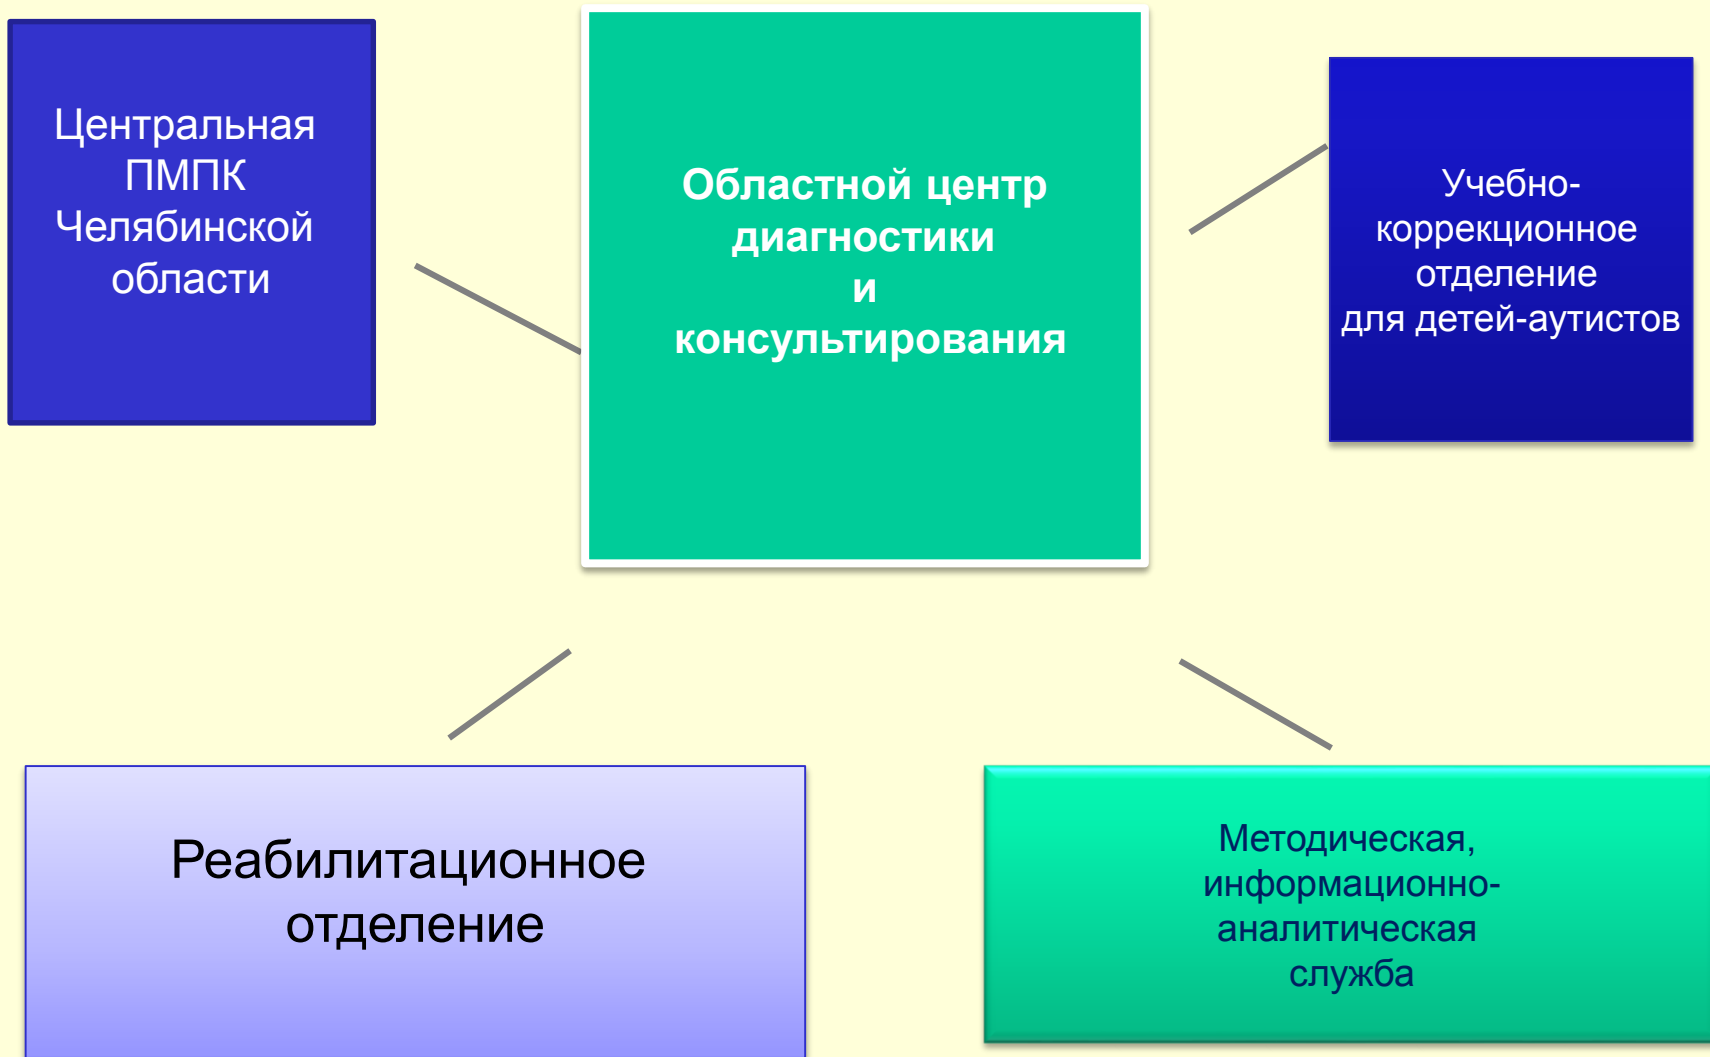 Центральная
ПМПК
Челябинской
области
Областной центр
диагностики
и
консультирования
Учебно-
коррекционное
отделение
для детей-аутистов
Реабилитационное
отделение
Методическая,
информационно-
аналитическая
служба